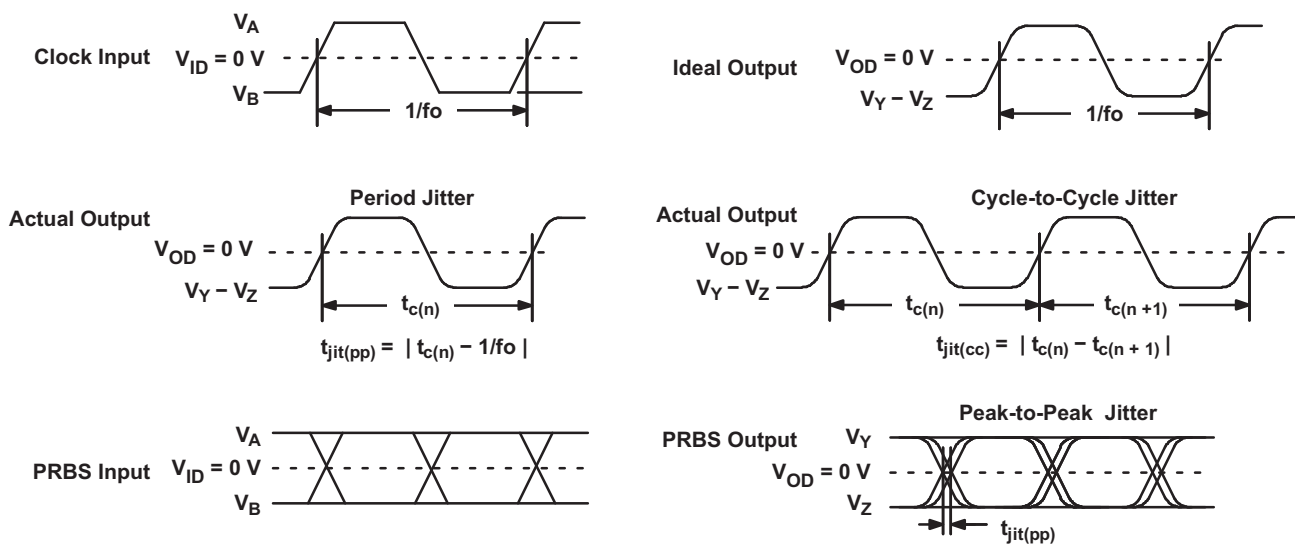 Clock Input
V_A
V_ID = 0 V
V_B
1/fo
Ideal Output
V_OD = 0 V
V_Y – V_Z
1/fo
Actual Output
Period Jitter
V_OD = 0 V
V_Y – V_Z
t_c(n)
t_jit(pp) = | t_c(n) – 1/fo |
Actual Output
Cycle-to-Cycle Jitter
V_OD = 0 V
V_Y – V_Z
t_c(n)
t_c(n +1)
t_jit(cc) = | t_c(n) – t_c(n + 1) |
PRBS Input
V_A
V_ID = 0 V
V_B
Peak-to-Peak Jitter
PRBS Output
V_Y
V_OD = 0 V
V_Z
t_jit(pp)